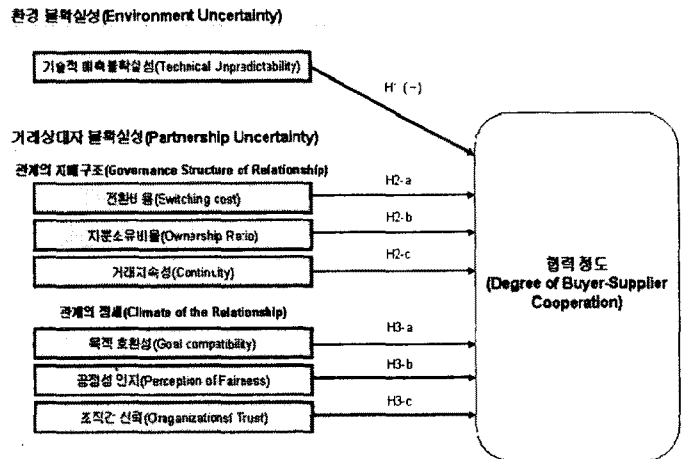 환경 불확실성(Environment Uncertainty)
기술적 예측불확실성(Technical Unpradictability)
H1 (-)
거래상대자 불확실성(Partnership Uncertainty)
관계의 지배구조(Governance Structure of Relationship)
전환비용(Switching cost)
H2-a
지분소유비율(Ownership Ratio)
H2-b
거래지속성(Continuity)
H2-c
협력 정도
(Degree of Buyer-Supplier
Cooperation)
관계의 정세(Climate of the Relationship)
목적 호환성(Goal compatibility)
H3-a
공정성 인지(Perception of Fairness)
H3-b
조직간 신뢰(Oraganizational Trust)
H3-c